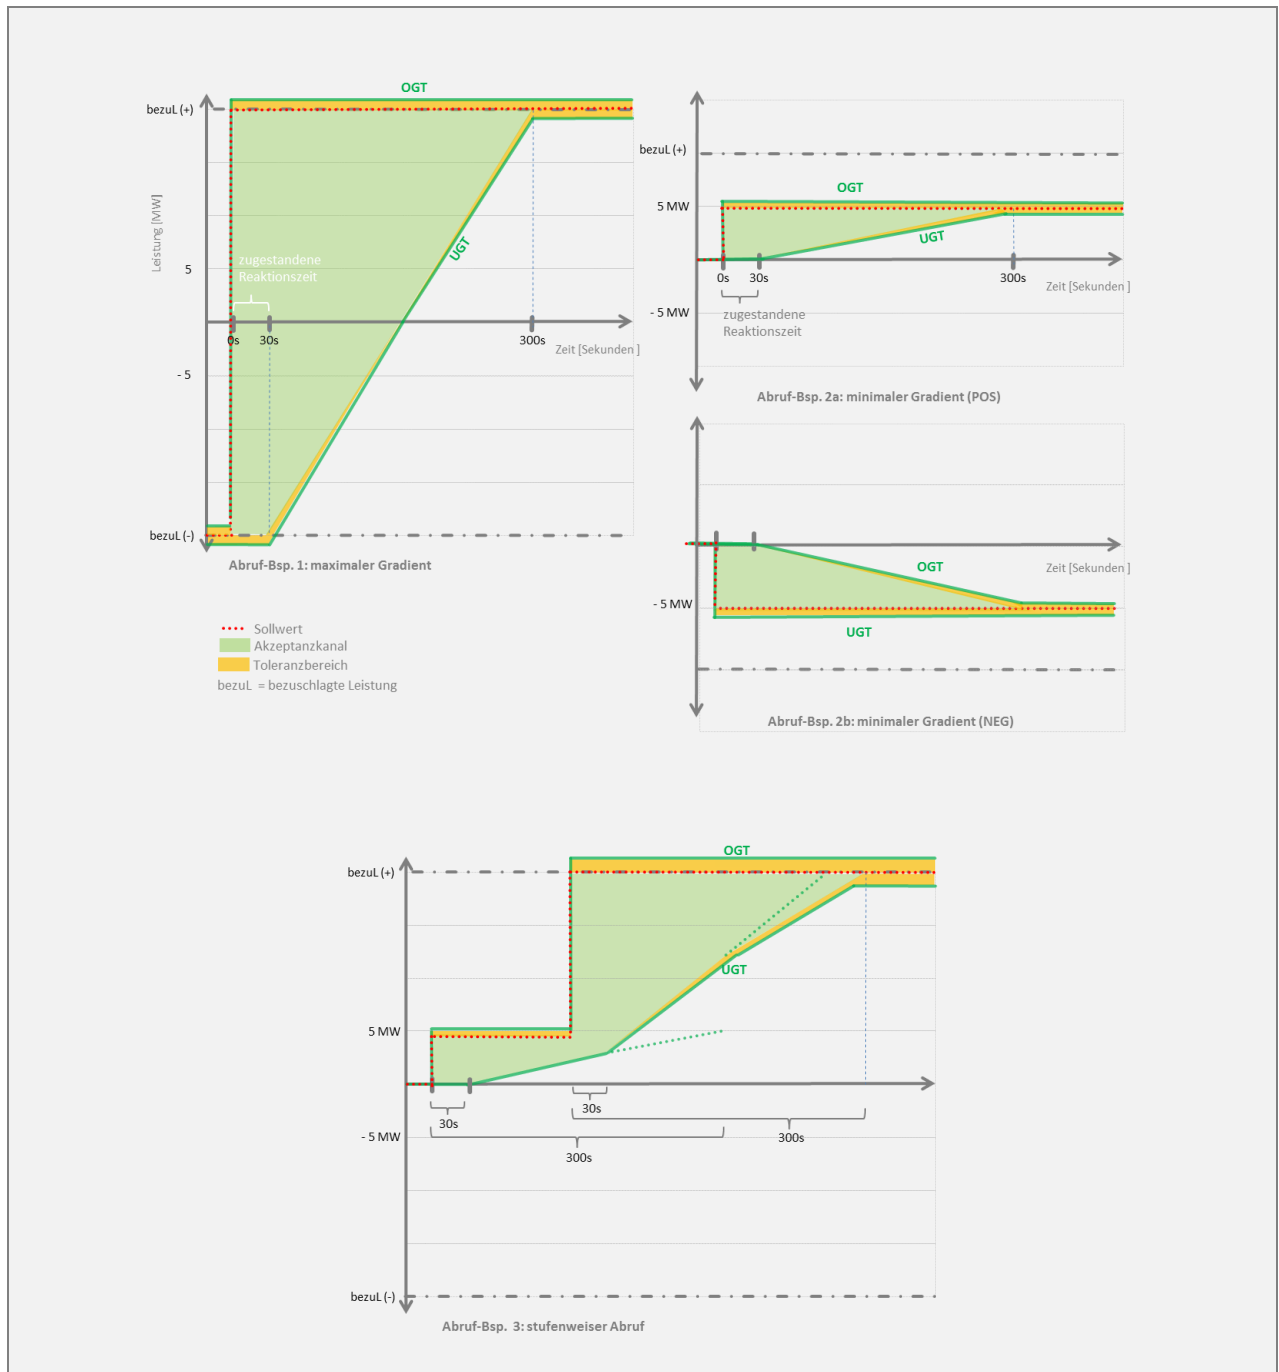 OGT
bezuL (+)
Leistung [MW]
UGT
zugestandene
Reaktionszeit
5
0s
30s
300s
Zeit [Sekunden ]
- 5
bezuL (-)
Abruf-Bsp. 1: maximaler Gradient
Sollwert
Akzeptanzkanal
Toleranzbereich
bezuL = bezuschlagte Leistung
bezuL (+)
OGT
5 MW
UGT
0s
30s
300s
Zeit [Sekunden ]
zugestandene
Reaktionszeit
- 5 MW
Abruf-Bsp. 2a: minimaler Gradient (POS)
OGT
Zeit [Sekunden ]
- 5 MW
UGT
Abruf-Bsp. 2b: minimaler Gradient (NEG)
OGT
bezuL (+)
UGT
5 MW
30s
30s
- 5 MW
300s
300s
bezuL (-)
Abruf-Bsp. 3: stufenweiser Abruf